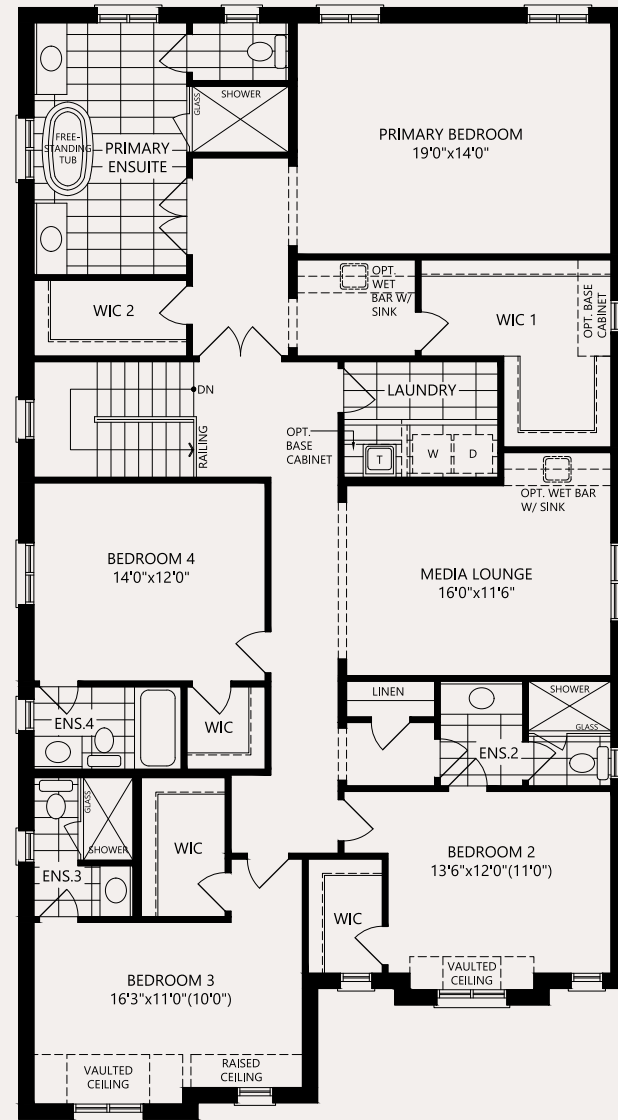 GLASS
SHOWER
FREE-
STANDING
TUB
PRIMARY
ENSUITE
PRIMARY BEDROOM
19'0"x14'0"
WIC 2
OPT.
WET
BAR W/
SINK
WIC 1
OPT. BASE
CABINET
DN
RAILING
LAUNDRY
OPT.
BASE
CABINET
T
W
D
OPT. WET BAR
W/ SINK
BEDROOM 4
14'0"x12'0"
MEDIA LOUNGE
16'0"x11'6"
ENS.4
WIC
LINEN
SHOWER
GLASS
ENS.2
GLASS
SHOWER
ENS.3
WIC
BEDROOM 2
13'6"x12'0"(11'0")
WIC
VAULTED
CEILING
BEDROOM 3
16'3"x11'0"(10'0")
VAULTED
CEILING
RAISED
CEILING